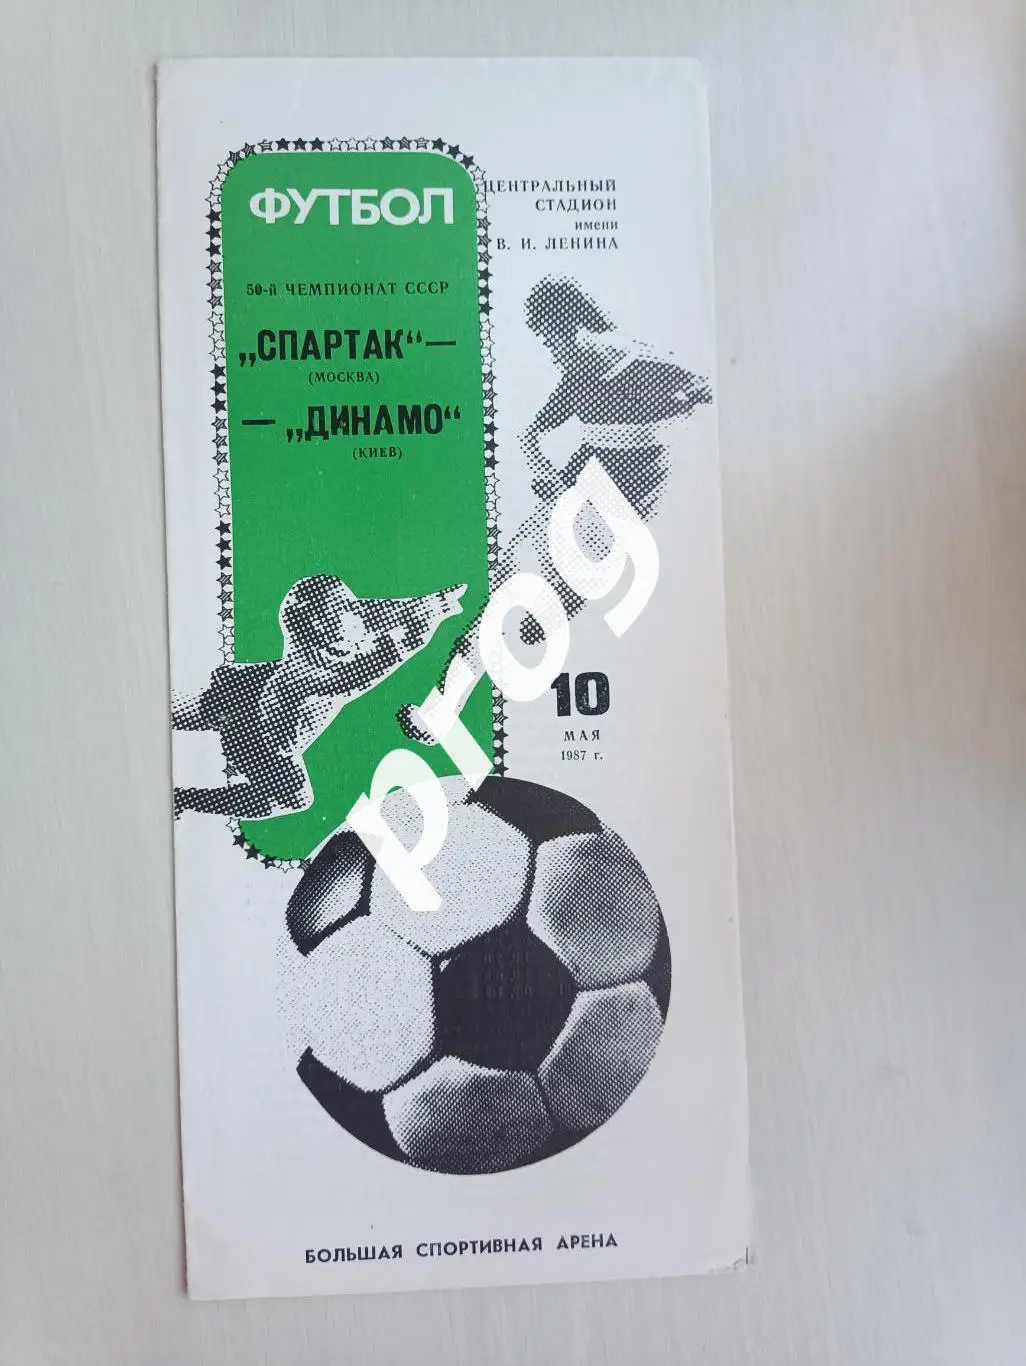 ФУТБОЛ
ЦЕНТРАЛЬНЫЙ
СТАДИОН
имени
В. И. ЛЕНИНА
50-й ЧЕМПИОНАТ СССР
„СПАРТАК“—
(МОСКВА)
— „ДИНАМО“
(КИЕВ)
prog
10
МАЯ
1987 г.
БОЛЬШАЯ СПОРТИВНАЯ АРЕНА